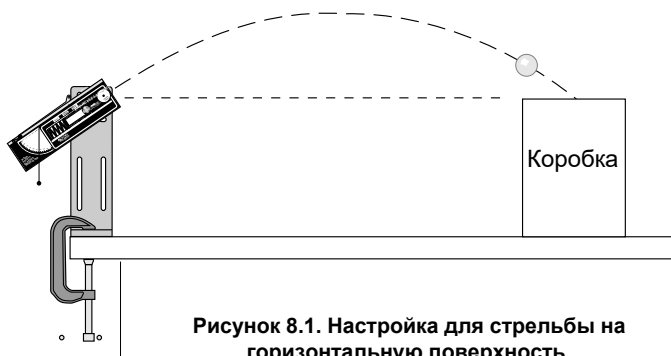 Коробка
Рисунок 8.1. Настройка для стрельбы на
горизонтальную поверхность